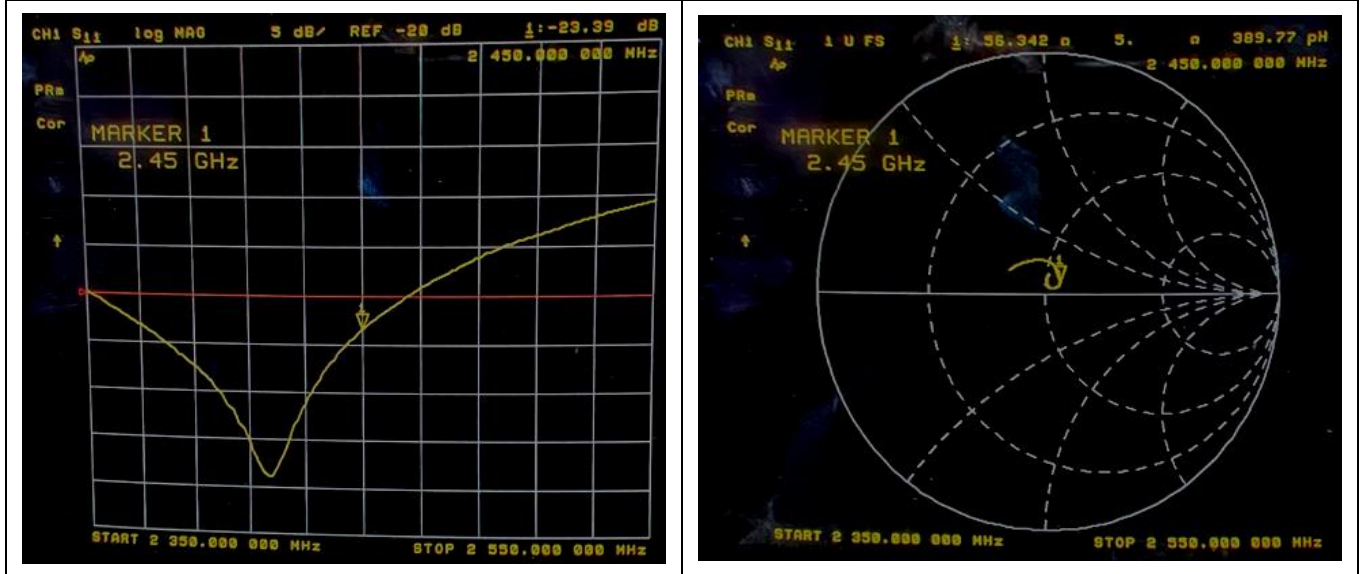 CH1 S11 log MAG 5 dB/ REF -20 dB 1:-23.39 dB
2 450.000 000 MHz
PRm
Cor
MARKER 1
2.45 GHz
START 2 350.000 000 MHz STOP 2 550.000 000 MHz
CH1 S11 1 U FS 1: 56.342 Ω 5. Ω 389.77 pH
2 450.000 000 MHz
PRm
Cor
MARKER 1
2.45 GHz
START 2 350.000 000 MHz STOP 2 550.000 000 MHz